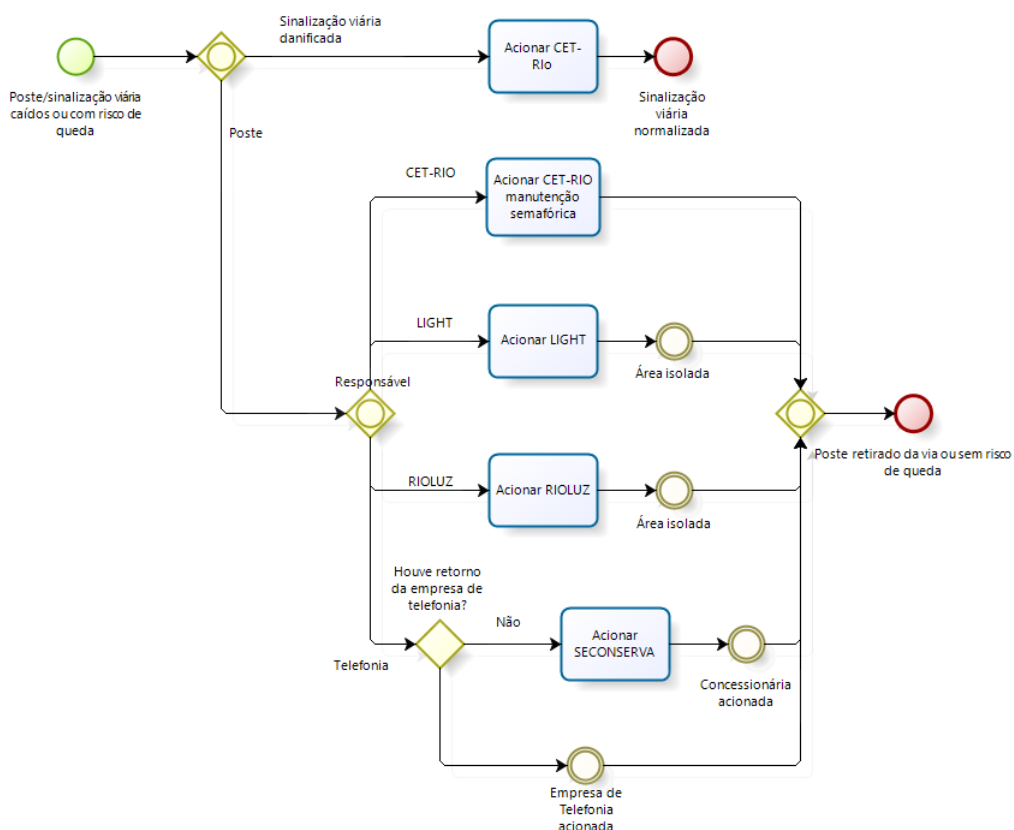 Sinalização viária
danificada
Acionar CET-
RIo
Poste/sinalização viária
caídos ou com risco de
queda
Sinalização
viária
normalizada
Poste
CET-RIO
Acionar CET-RIO
manutenção
semafórica
LIGHT
Acionar LIGHT
Área isolada
Responsável
Poste retirado da via ou sem risco
de queda
RIOLUZ
Acionar RIOLUZ
Área isolada
Houve retorno
da empresa de
telefonia?
Não
Acionar
SECONSERVA
Telefonia
Concessionária
acionada
Empresa de
Telefonia
acionada